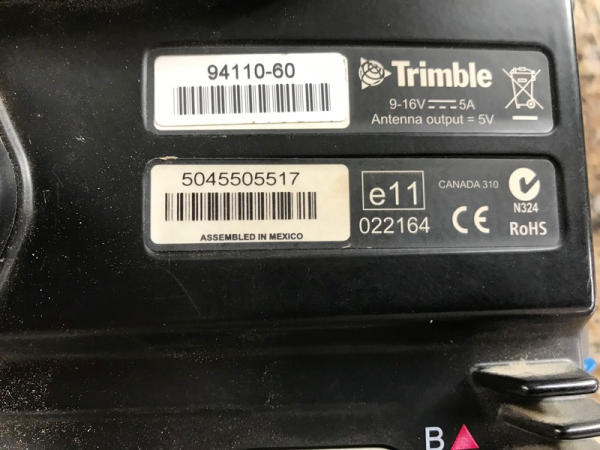 94110-60
Trimble
9-16V⎓5A
Antenna output = 5V
5045505517
ASSEMBLED IN MEXICO
e11
022164
CANADA 310
CE
N324
RoHS
B